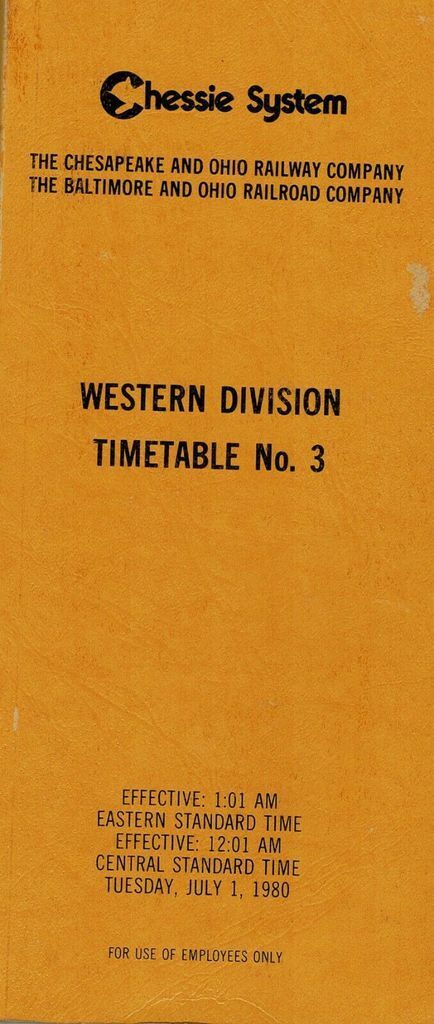 Chessie System
THE CHESAPEAKE AND OHIO RAILWAY COMPANY
THE BALTIMORE AND OHIO RAILROAD COMPANY
WESTERN DIVISION
TIMETABLE No. 3
EFFECTIVE: 1:01 AM
EASTERN STANDARD TIME
EFFECTIVE: 12:01 AM
CENTRAL STANDARD TIME
TUESDAY, JULY 1, 1980
FOR USE OF EMPLOYEES ONLY